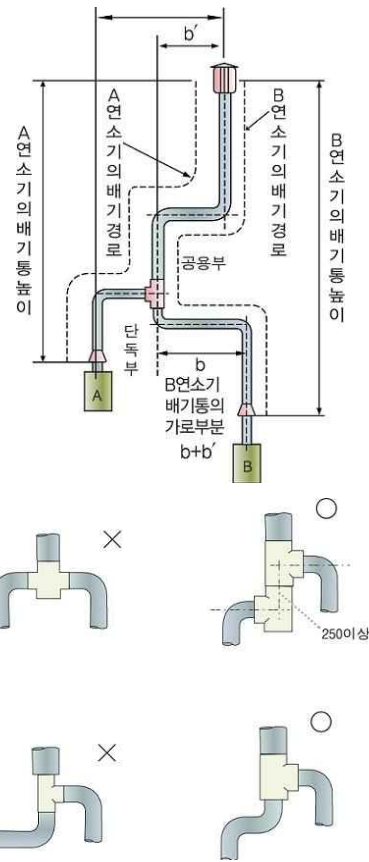 b′
A연소기의배기통높이
A연소기의배기경로
B연소기의배기경로
B연소기의배기통높이
공용부
단독부
b
B연소기
배기통의
가로부분
b+b′
A
B
×
○
250이상
×
○